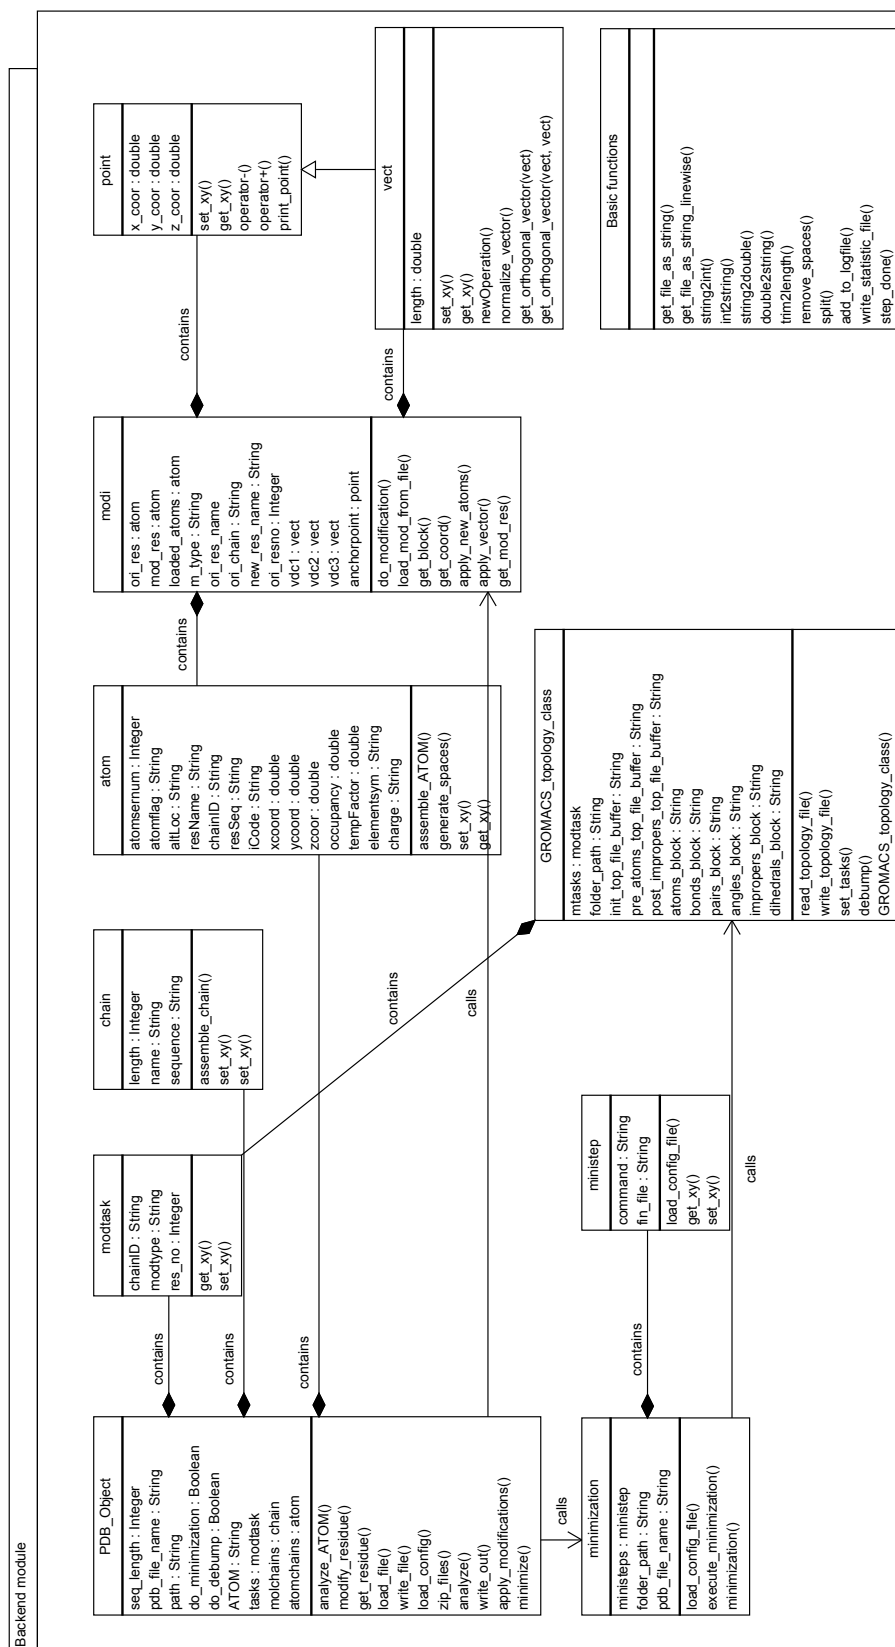 Backend module
PDB_Object
seq_length : Integer
pdb_file_name : String
path : String
do_minimization : Boolean
do_debump : Boolean
ATOM : String
tasks : modtask
molchains : chain
atomchains : atom
analyze_ATOM()
modify_residue()
get_residue()
load_file()
write_file()
load_config()
zip_files()
analyze()
write_out()
apply_modifications()
minimize()
contains
contains
contains
calls
calls
modtask
chainID : String
modtype : String
res_no : Integer
get_xy()
set_xy()
chain
length : Integer
name : String
sequence : String
assemble_chain()
set_xy()
set_xy()
atom
atomsernum : Integer
atomflag : String
altLoc : String
resName : String
chainID : String
resSeq : String
iCode : String
xcoord : double
ycoord : double
zcoor : double
occupancy : double
tempFactor : double
elementsym : String
charge : String
assemble_ATOM()
generate_spaces()
set_xy()
get_xy()
contains
modi
ori_res : atom
mod_res : atom
loaded_atoms : atom
m_type : String
ori_res_name
ori_chain : String
new_res_name : String
ori_resno : Integer
vdc1 : vect
vdc2 : vect
vdc3 : vect
anchorpoint : point
do_modification()
load_mod_from_file()
get_block()
get_coord()
apply_new_atoms()
apply_vector()
get_mod_res()
contains
contains
point
x_coor : double
y_coor : double
z_coor : double
set_xy()
get_xy()
operator-()
operator+()
print_point()
vect
length : double
set_xy()
get_xy()
newOperation()
normalize_vector()
get_orthogonal_vector(vect)
get_orthogonal_vector(vect, vect)
minimization
ministeps : ministep
folder_path : String
pdb_file_name : String
load_config_file()
execute_minimization()
minimization()
contains
calls
ministep
command : String
fin_file : String
load_config_file()
get_xy()
set_xy()
contains
GROMACS_topology_class
mtasks : modtask
folder_path : String
init_top_file_buffer : String
pre_atoms_top_file_buffer : String
post_impropers_top_file_buffer : String
atoms_block : String
bonds_block : String
pairs_block : String
angles_block : String
impropers_block : String
dihedrals_block : String
read_topology_file()
write_topology_file()
set_tasks()
debump()
GROMACS_topology_class()
Basic functions
get_file_as_string()
get_file_as_string_linewise()
string2int()
int2string()
string2double()
double2string()
trim2length()
remove_spaces()
split()
add_to_logfile()
write_statistic_file()
step_done()